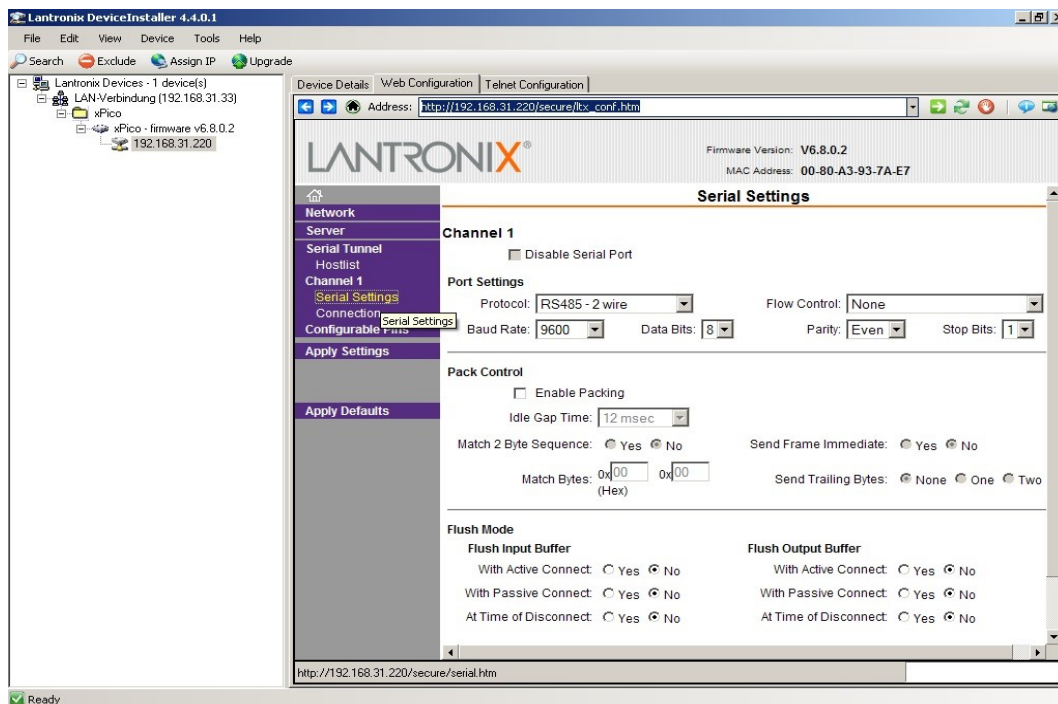 Lantronix DeviceInstaller 4.4.0.1
File Edit View Device Tools Help
Search Exclude Assign IP Upgrade
Lantronix Devices - 1 device(s)
LAN-Verbindung (192.168.31.33)
xPico
xPico - firmware v6.8.0.2
192.168.31.220
Device Details Web Configuration Telnet Configuration
Address: http://192.168.31.220/secure/ltx_conf.htm
LANTRONIX®
Firmware Version: V6.8.0.2
MAC Address: 00-80-A3-93-7A-E7
Network
Server
Serial Tunnel
Hostlist
Channel 1
Serial Settings
Connection
Serial Settings
Configurable Pins
Apply Settings
Apply Defaults
Serial Settings
Channel 1
Disable Serial Port
Port Settings
Protocol: RS485 - 2 wire Flow Control: None
Baud Rate: 9600 Data Bits: 8 Parity: Even Stop Bits: 1
Pack Control
Enable Packing
Idle Gap Time: 12 msec
Match 2 Byte Sequence: Yes No Send Frame Immediate: Yes No
Match Bytes: 0x 00 0x 00 Send Trailing Bytes: None One Two
(Hex)
Flush Mode
Flush Input Buffer Flush Output Buffer
With Active Connect: Yes No With Active Connect: Yes No
With Passive Connect: Yes No With Passive Connect: Yes No
At Time of Disconnect: Yes No At Time of Disconnect: Yes No
http://192.168.31.220/secure/serial.htm
Ready